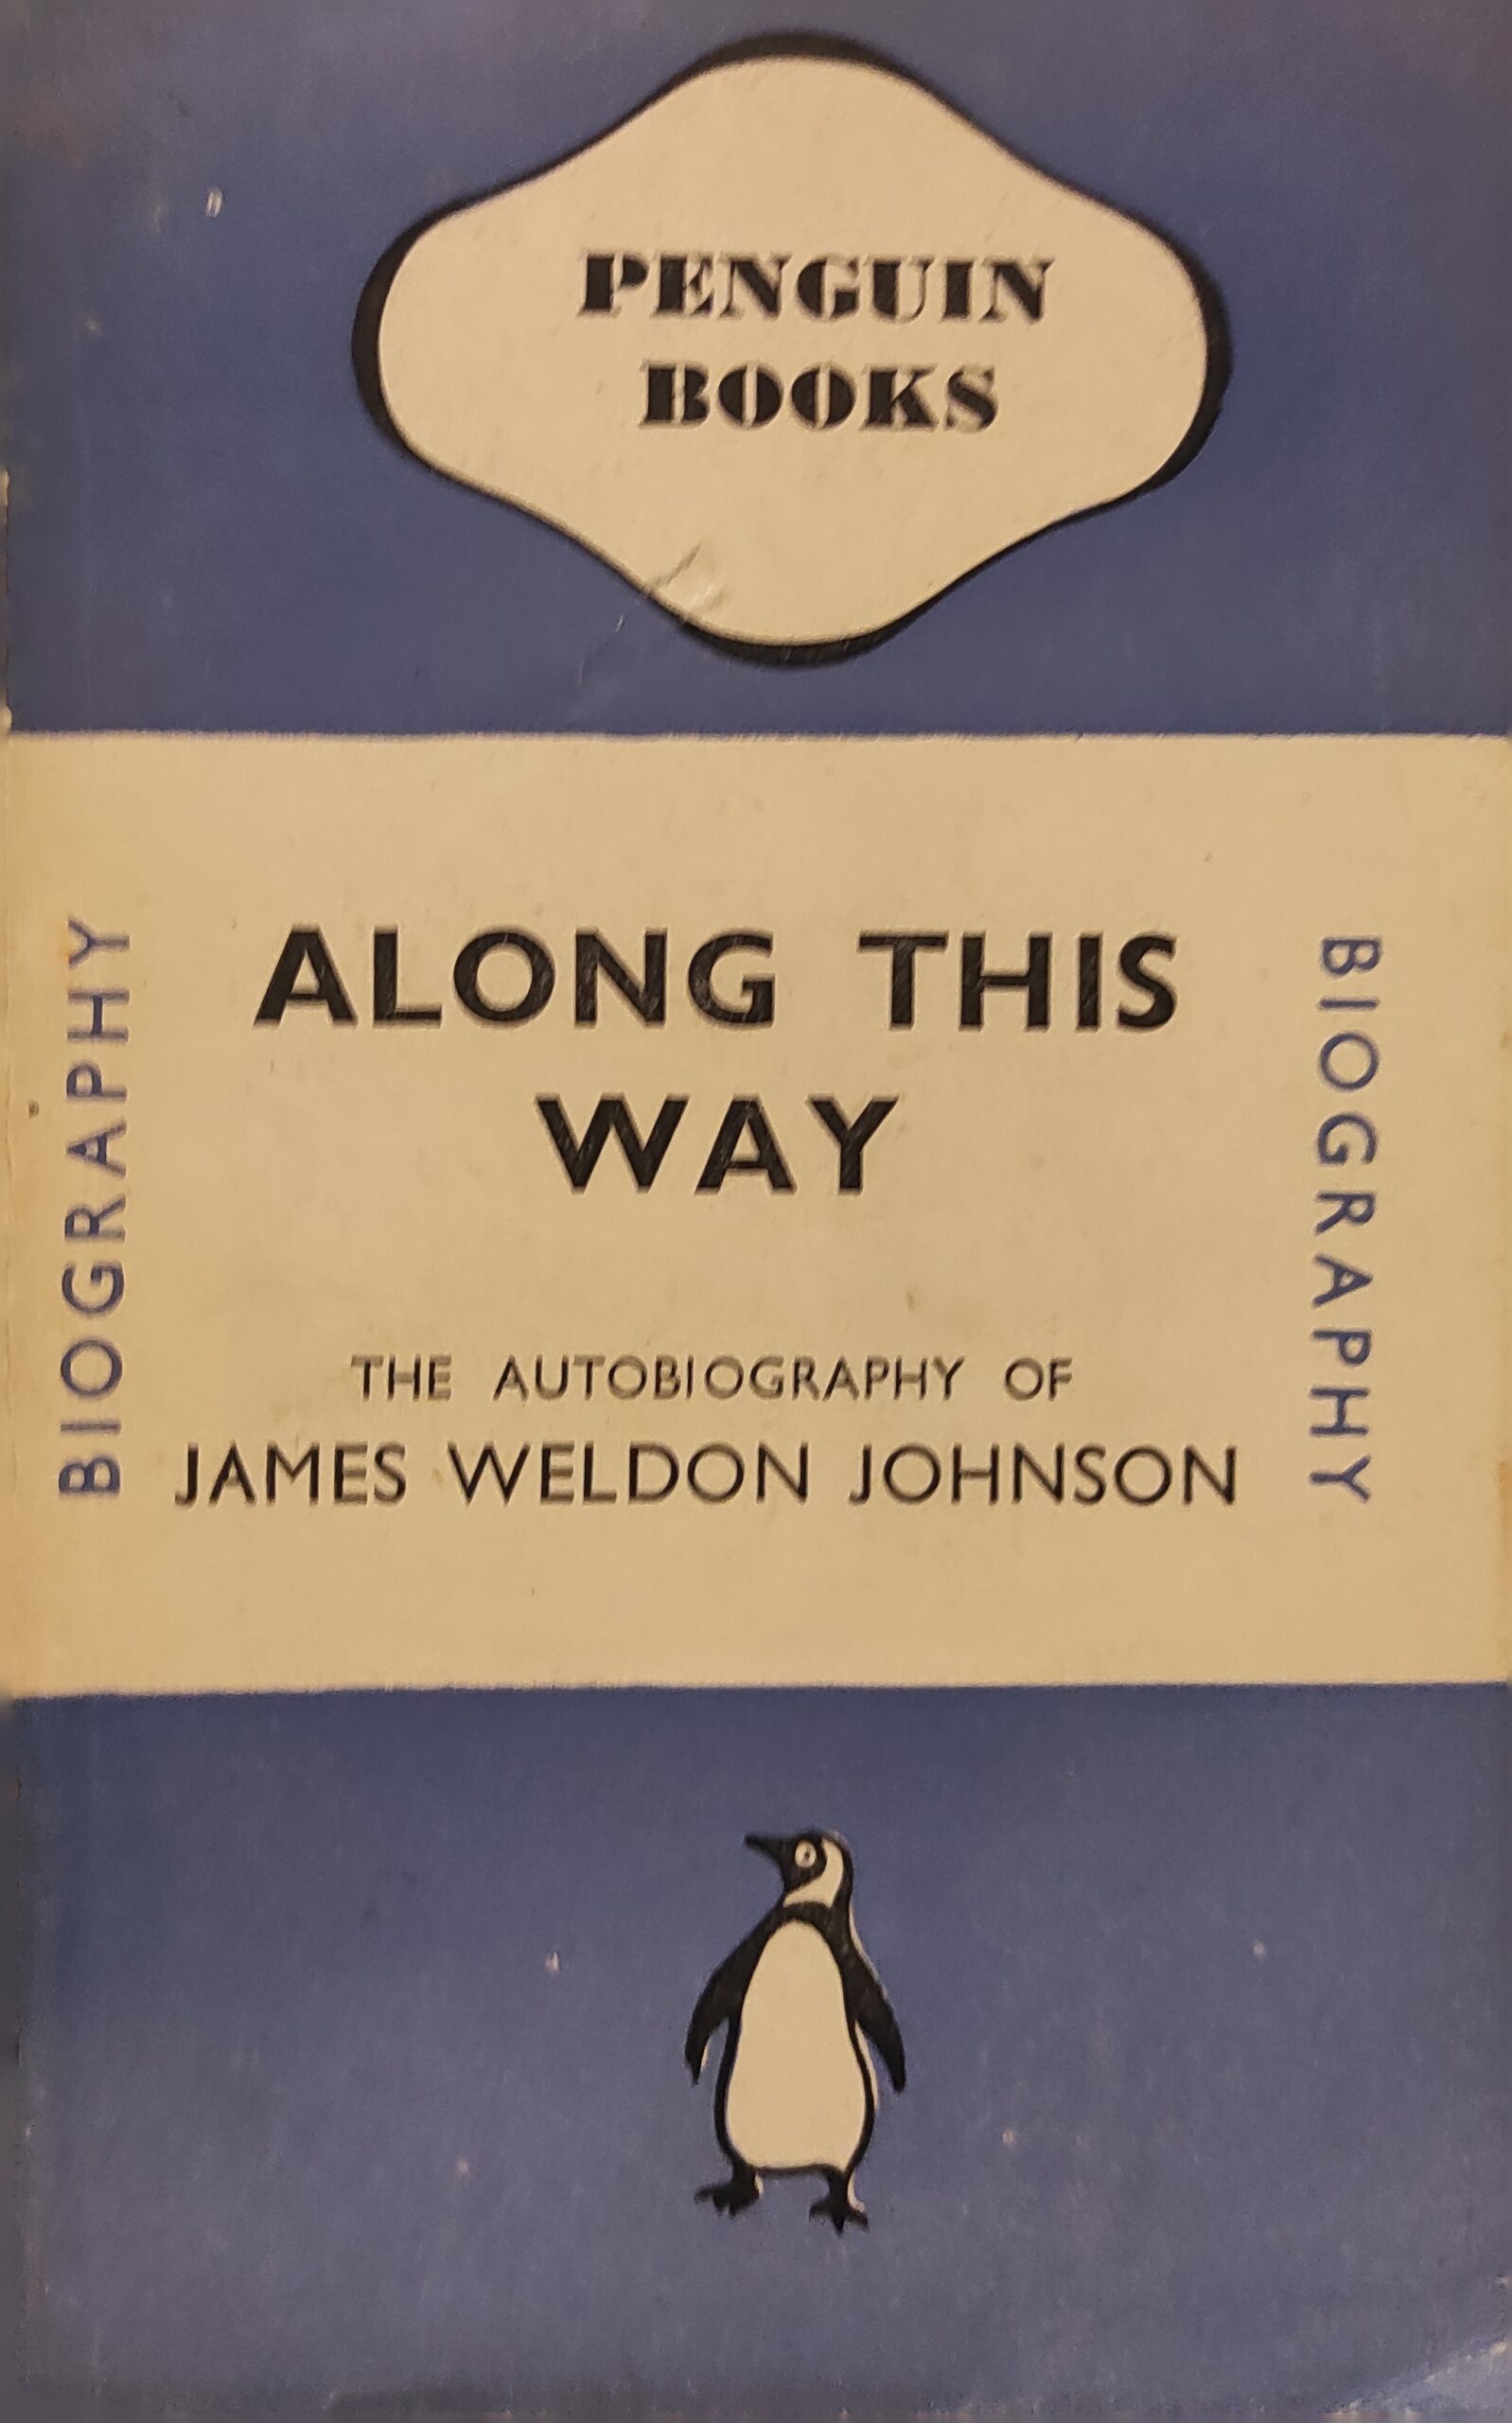 PENGUIN
BOOKS
BIOGRAPHY
ALONG THIS
WAY
THE AUTOBIOGRAPHY OF
JAMES WELDON JOHNSON
BIOGRAPHY